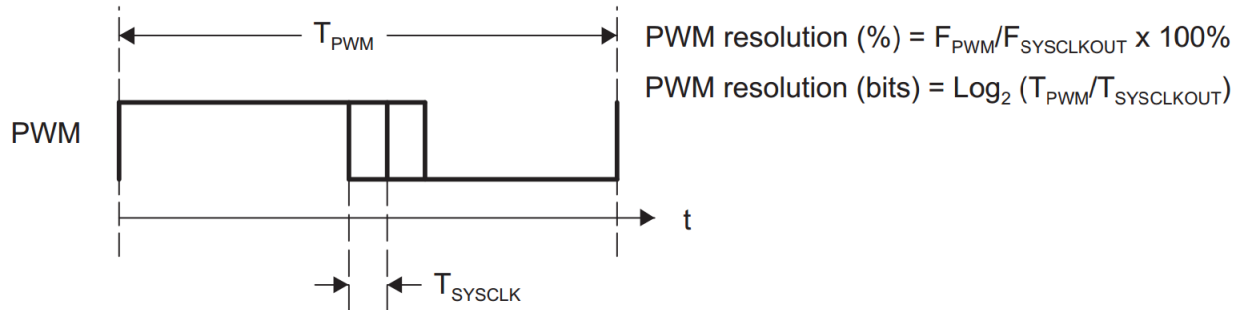 T_PWM
PWM resolution (%) = F_PWM/F_SYSCLKOUT x 100%
PWM resolution (bits) = Log_2 (T_PWM/T_SYSCLKOUT)
PWM
t
T_SYSCLK